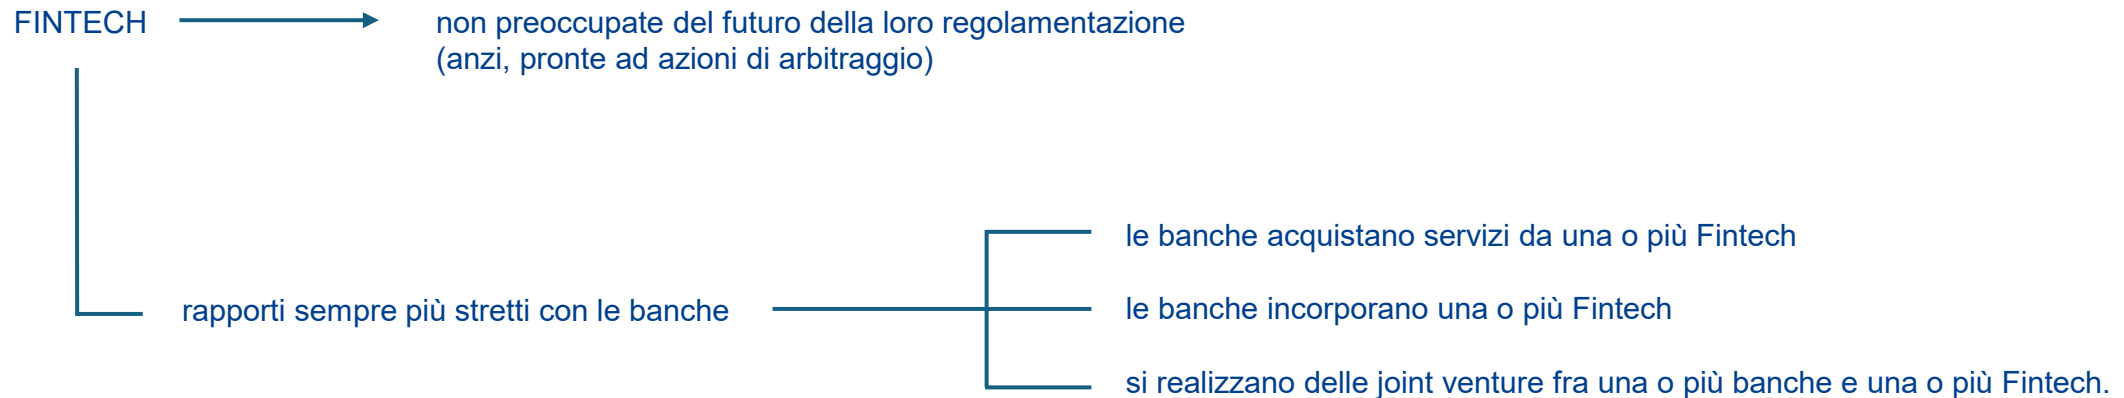 FINTECH
non preoccupate del futuro della loro regolamentazione
(anzi, pronte ad azioni di arbitraggio)
le banche acquistano servizi da una o più Fintech
rapporti sempre più stretti con le banche
le banche incorporano una o più Fintech
si realizzano delle joint venture fra una o più banche e una o più Fintech.